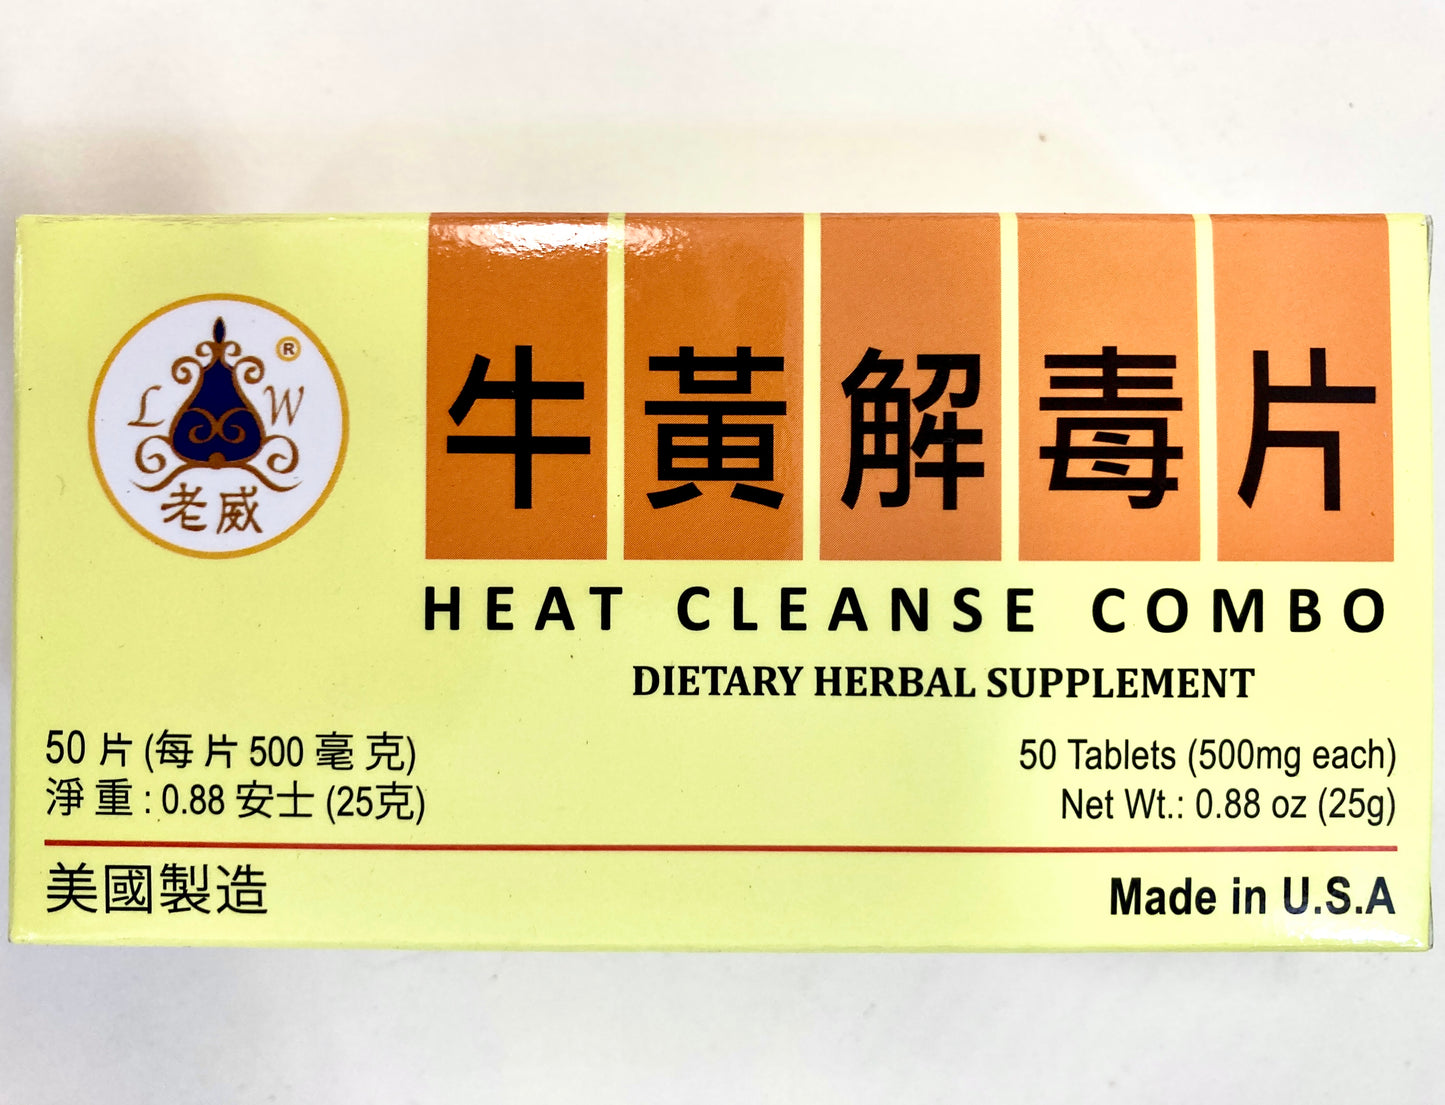 L W ®
老威
牛黃解毒片
HEAT CLEANSE COMBO
DIETARY HERBAL SUPPLEMENT
50 片 (每 片 500 毫 克)
淨 重 : 0.88 安士 (25克)
50 Tablets (500mg each)
Net Wt.: 0.88 oz (25g)
美國製造
Made in U.S.A